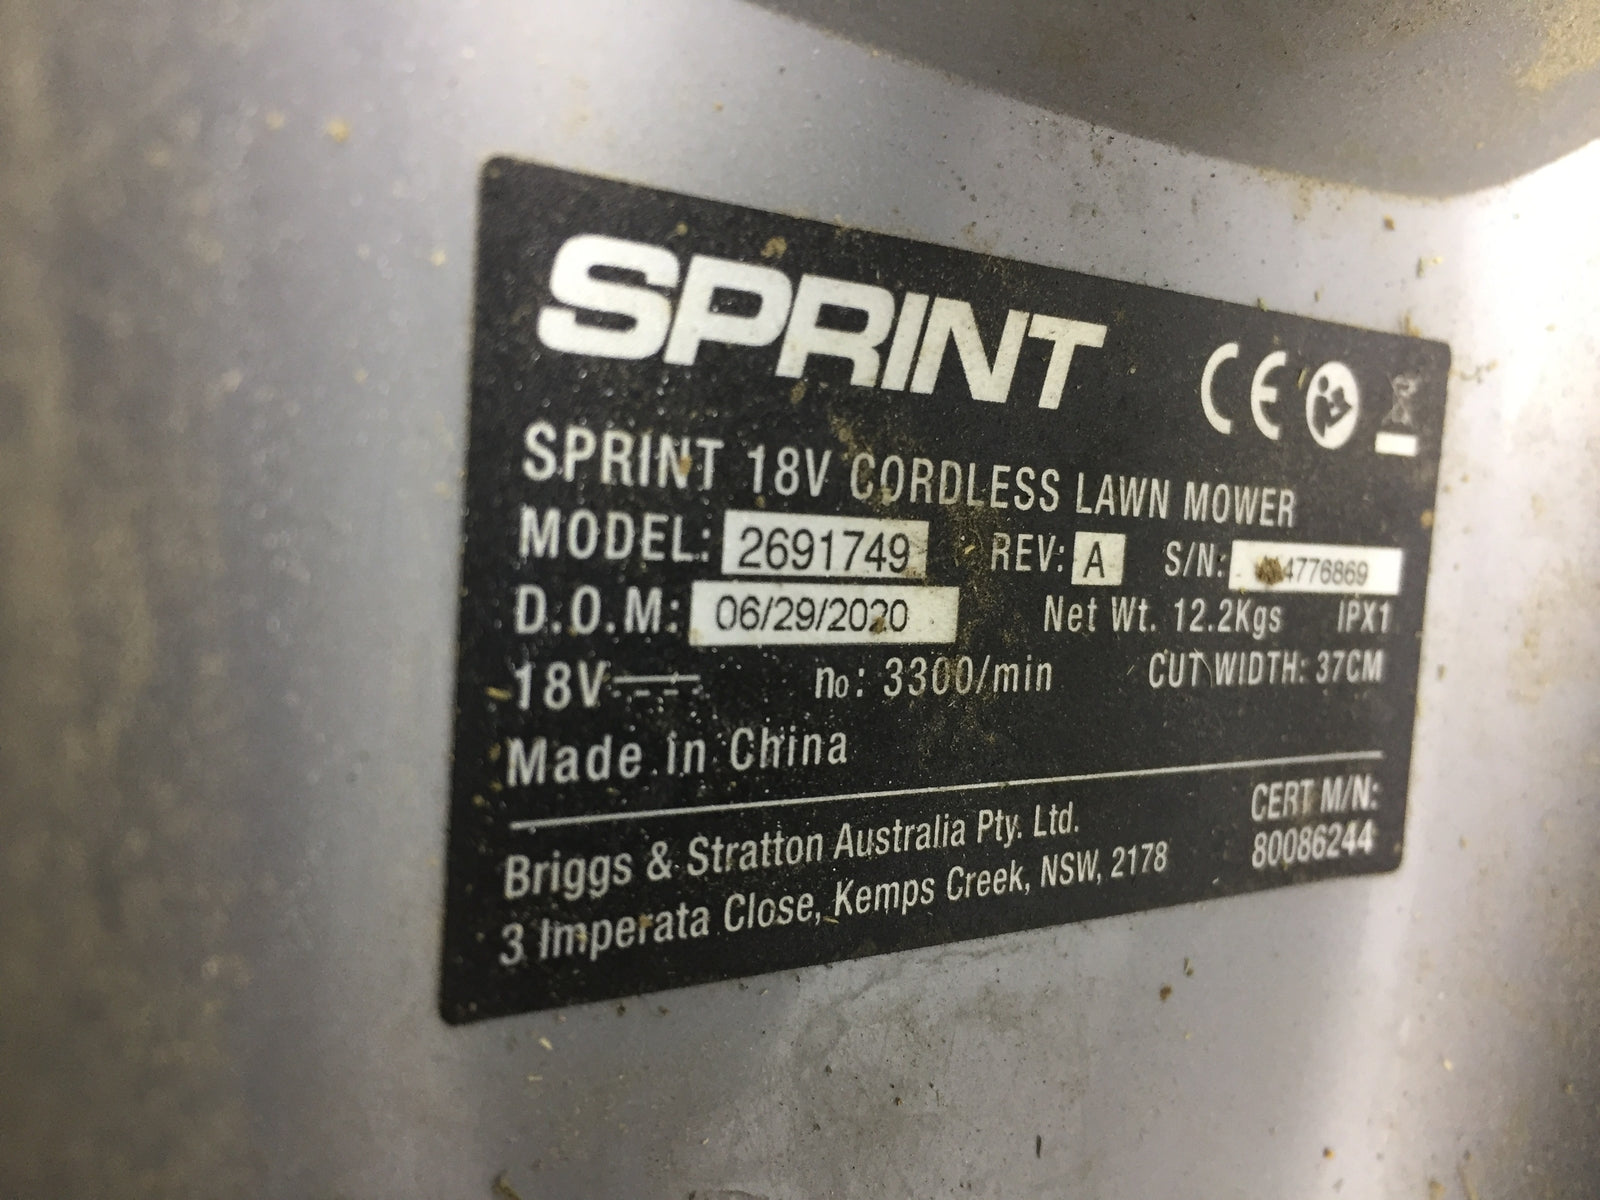 SPRINT
CE
SPRINT 18V CORDLESS LAWN MOWER
MODEL: 2691749 REV: A S/N: 4776869
D.O.M: 06/29/2020 Net Wt. 12.2Kgs IPX1
18V n₀: 3300/min CUT WIDTH: 37CM
Made in China
Briggs & Stratton Australia Pty. Ltd.
3 Imperata Close, Kemps Creek, NSW, 2178
CERT M/N:
80086244